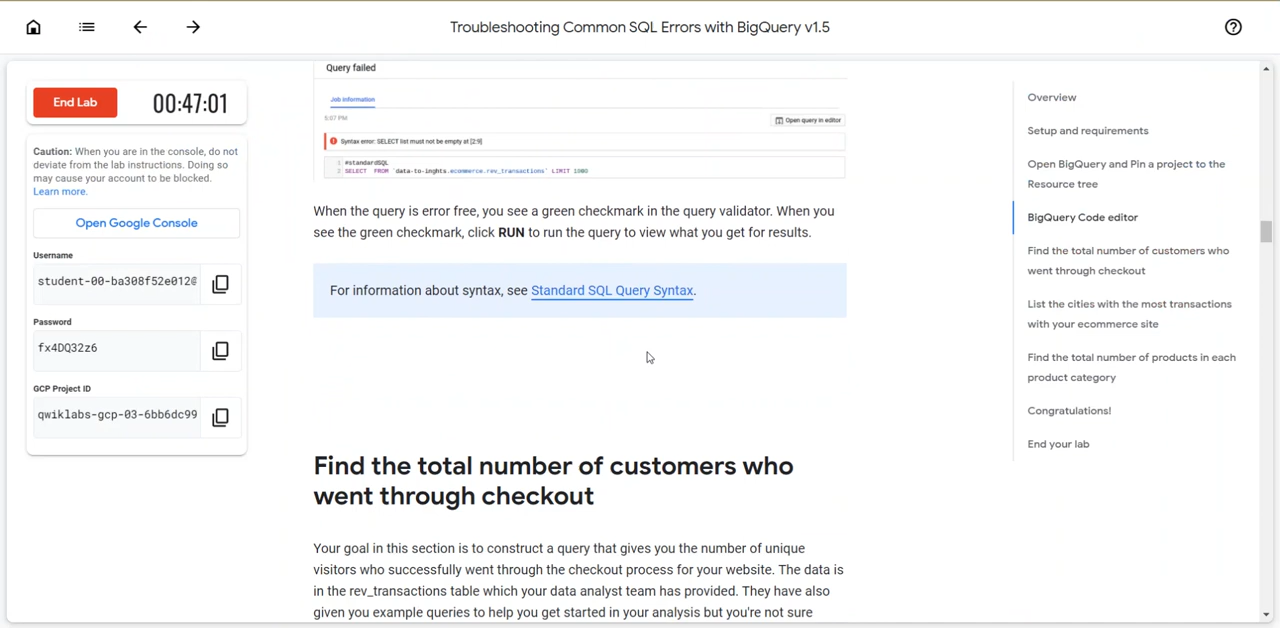 Troubleshooting Common SQL Errors with BigQuery v1.5
End Lab
00:47:01
Caution: When you are in the console, do not
deviate from the lab instructions. Doing so
may cause your account to be blocked.
Learn more.
Open Google Console
Username
student-00-ba308f52e012@
Password
fx4DQ32z6
GCP Project ID
qwiklabs-gcp-03-6bb6dc99
Query failed
Job information
5:07 PM
Open query in editor
Syntax error: SELECT list must not be empty at [2:9]
1 #standardSQL
SELECT FROM `data-to-inghts.ecommerce.rev_transactions` LIMIT 1000
When the query is error free, you see a green checkmark in the query validator. When you
see the green checkmark, click RUN to run the query to view what you get for results.
For information about syntax, see Standard SQL Query Syntax.
Find the total number of customers who
went through checkout
Your goal in this section is to construct a query that gives you the number of unique
visitors who successfully went through the checkout process for your website. The data is
in the rev_transactions table which your data analyst team has provided. They have also
given you example queries to help you get started in your analysis but you're not sure
Overview
Setup and requirements
Open BigQuery and Pin a project to the
Resource tree
BigQuery Code editor
Find the total number of customers who
went through checkout
List the cities with the most transactions
with your ecommerce site
Find the total number of products in each
product category
Congratulations!
End your lab